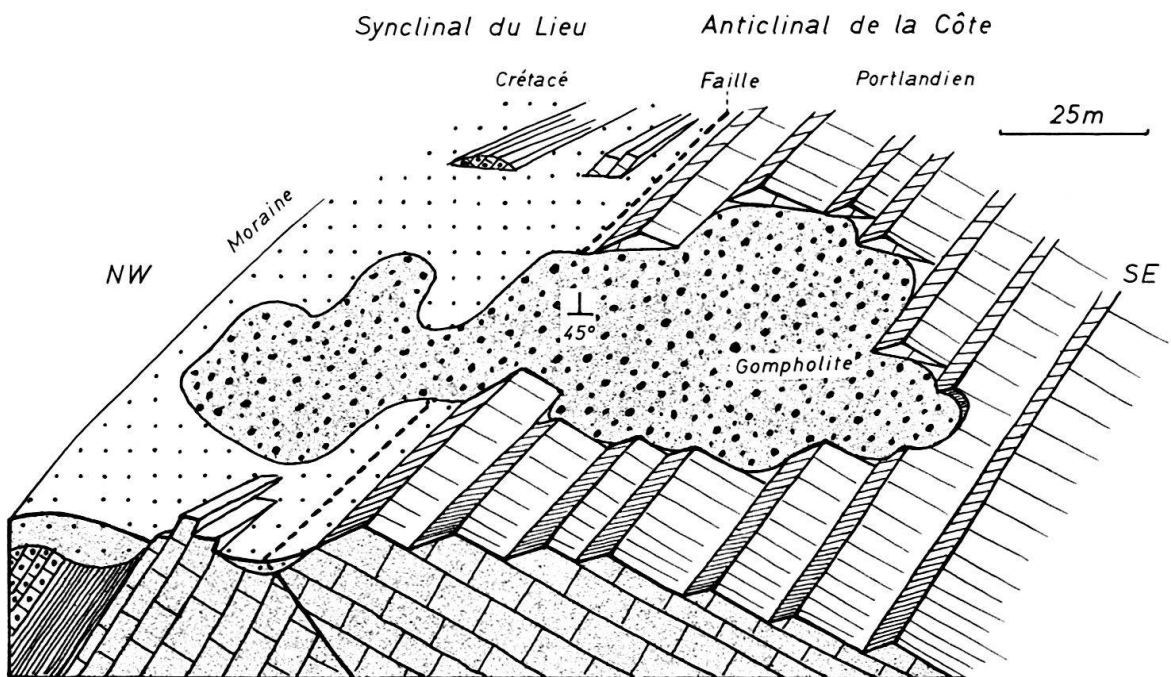 Synclinal du Lieu
Anticlinal de la Côte
Crétacé
Faille
Portlandien
25m
Moraine
NW
SE
45°
Gompholite